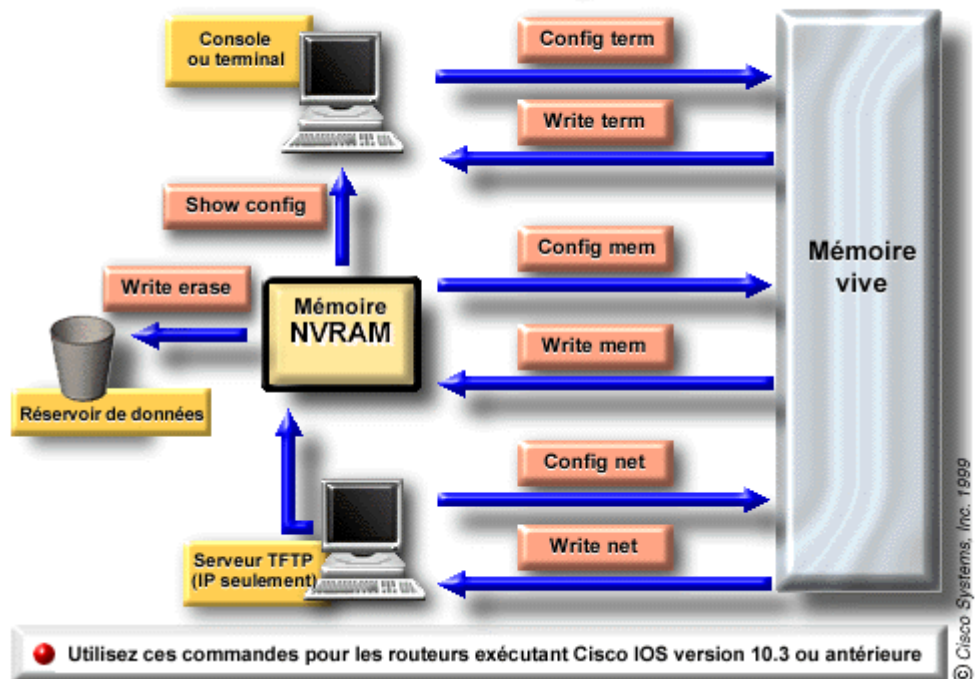 Console
ou terminal
Config term
Write term
Show config
Config mem
Mémoire
vive
Write erase
Mémoire
NVRAM
Write mem
Réservoir de données
Config net
Serveur TFTP
(IP seulement)
Write net
Utilisez ces commandes pour les routeurs exécutant Cisco IOS version 10.3 ou antérieure
© Cisco Systems, Inc. 1999